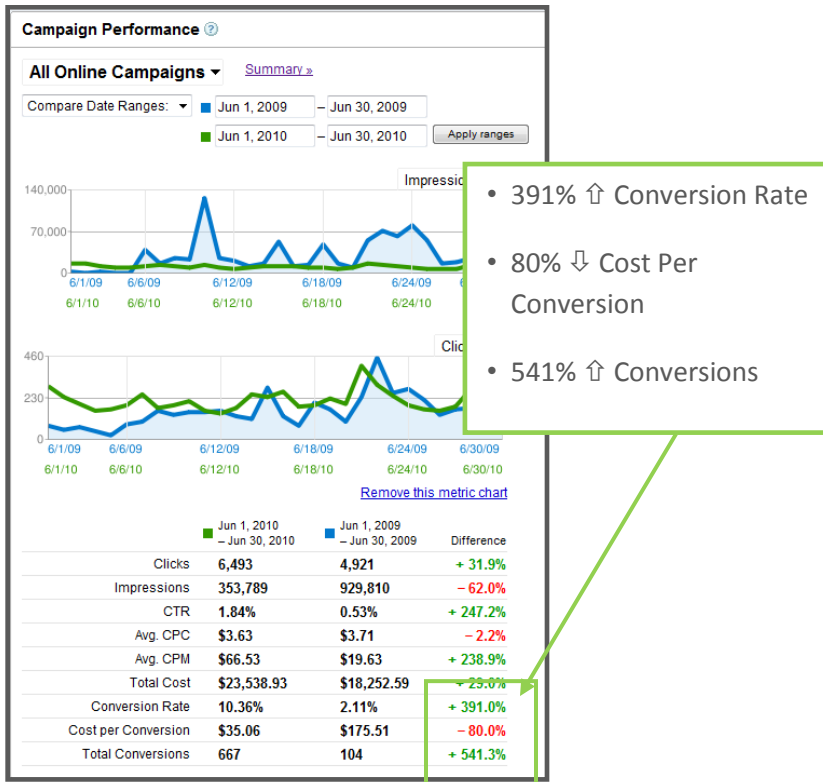 Campaign Performance ?
All Online Campaigns ▾ Summary »
Compare Date Ranges: ▾ Jun 1, 2009 – Jun 30, 2009
Jun 1, 2010 – Jun 30, 2010 Apply ranges
140,000
70,000
0
6/1/09 6/6/09 6/12/09 6/18/09 6/24/09
6/1/10 6/6/10 6/12/10 6/18/10 6/24/10
• 391% ⇧ Conversion Rate
• 80% ⇩ Cost Per
Conversion
• 541% ⇧ Conversions
460
230
0
6/1/09 6/6/09 6/12/09 6/18/09 6/24/09 6/30/09
6/1/10 6/6/10 6/12/10 6/18/10 6/24/10 6/30/10
Remove this metric chart
Jun 1, 2010 Jun 1, 2009
– Jun 30, 2010 – Jun 30, 2009 Difference
Clicks 6,493 4,921 + 31.9%
Impressions 353,789 929,810 – 62.0%
CTR 1.84% 0.53% + 247.2%
Avg. CPC $3.63 $3.71 – 2.2%
Avg. CPM $66.53 $19.63 + 238.9%
Total Cost $23,538.93 $18,252.59 + 29.0%
Conversion Rate 10.36% 2.11% + 391.0%
Cost per Conversion $35.06 $175.51 – 80.0%
Total Conversions 667 104 + 541.3%